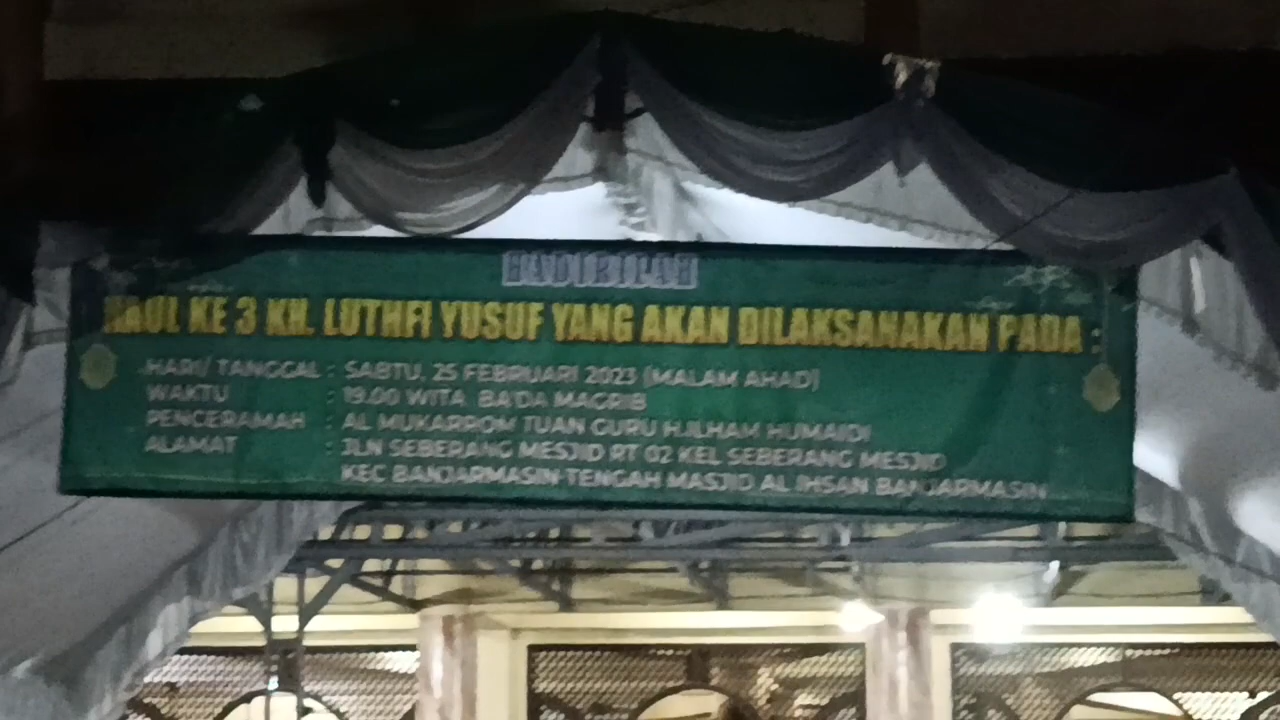 HADIRILAH
HAUL KE 3 KH. LUTHFI YUSUF YANG AKAN DILAKSANAKAN PADA :
HARI/ TANGGAL : SABTU, 25 FEBRUARI 2023 (MALAM AHAD)
WAKTU : 19.00 WITA BA'DA MAGRIB
PENCERAMAH : AL MUKARROM TUAN GURU H.ILHAM HUMAIDI
ALAMAT : JLN SEBERANG MESJID RT 02 KEL SEBERANG MESJID
KEC BANJARMASIN TENGAH MASJID AL IHSAN BANJARMASIN